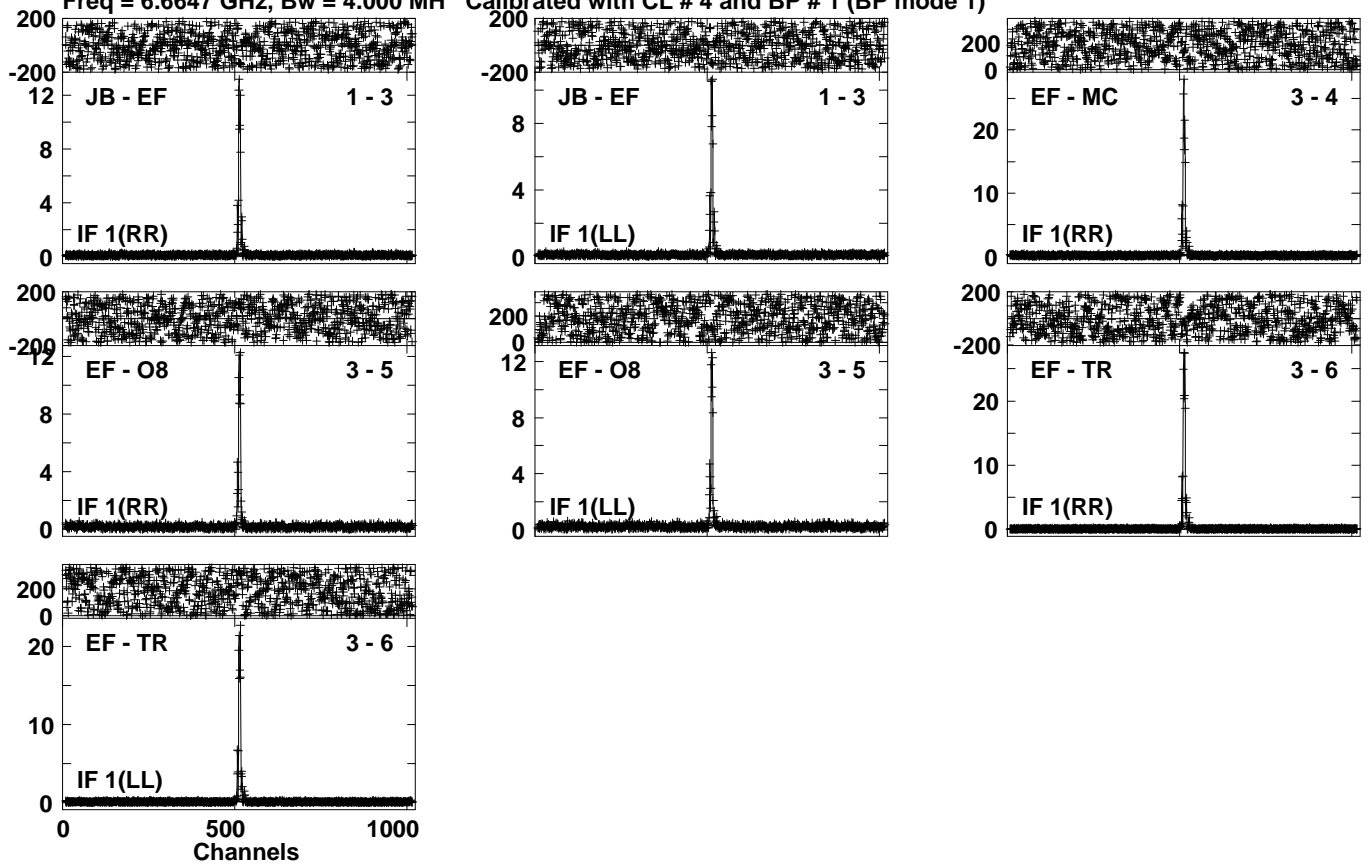 Freq = 6.6647 GHz, Bw = 4.000 MH Calibrated with CL # 4 and BP # 1 (BP mode 1)
200
-200
12
8
4
0
JB - EF 1 - 3
IF 1(RR)
200
-200
8
4
0
JB - EF 1 - 3
IF 1(LL)
200
0
20
10
0
EF - MC 3 - 4
IF 1(RR)
200
-200
12
8
4
0
EF - O8 3 - 5
IF 1(RR)
200
0
12
8
4
0
EF - O8 3 - 5
IF 1(LL)
200
-200
20
10
0
EF - TR 3 - 6
IF 1(RR)
200
0
20
10
0
EF - TR 3 - 6
IF 1(LL)
0 500 1000
Channels